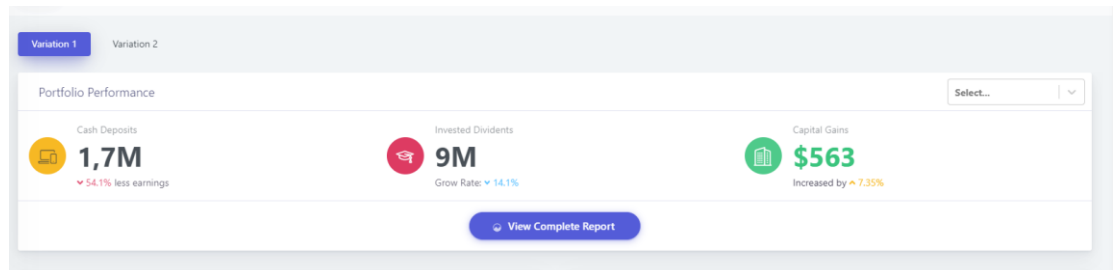 Variation 1
Variation 2
Portfolio Performance
Select...
Cash Deposits
1,7M
54.1% less earnings
Invested Dividents
9M
Grow Rate: 14.1%
Capital Gains
$563
Increased by 7.35%
View Complete Report